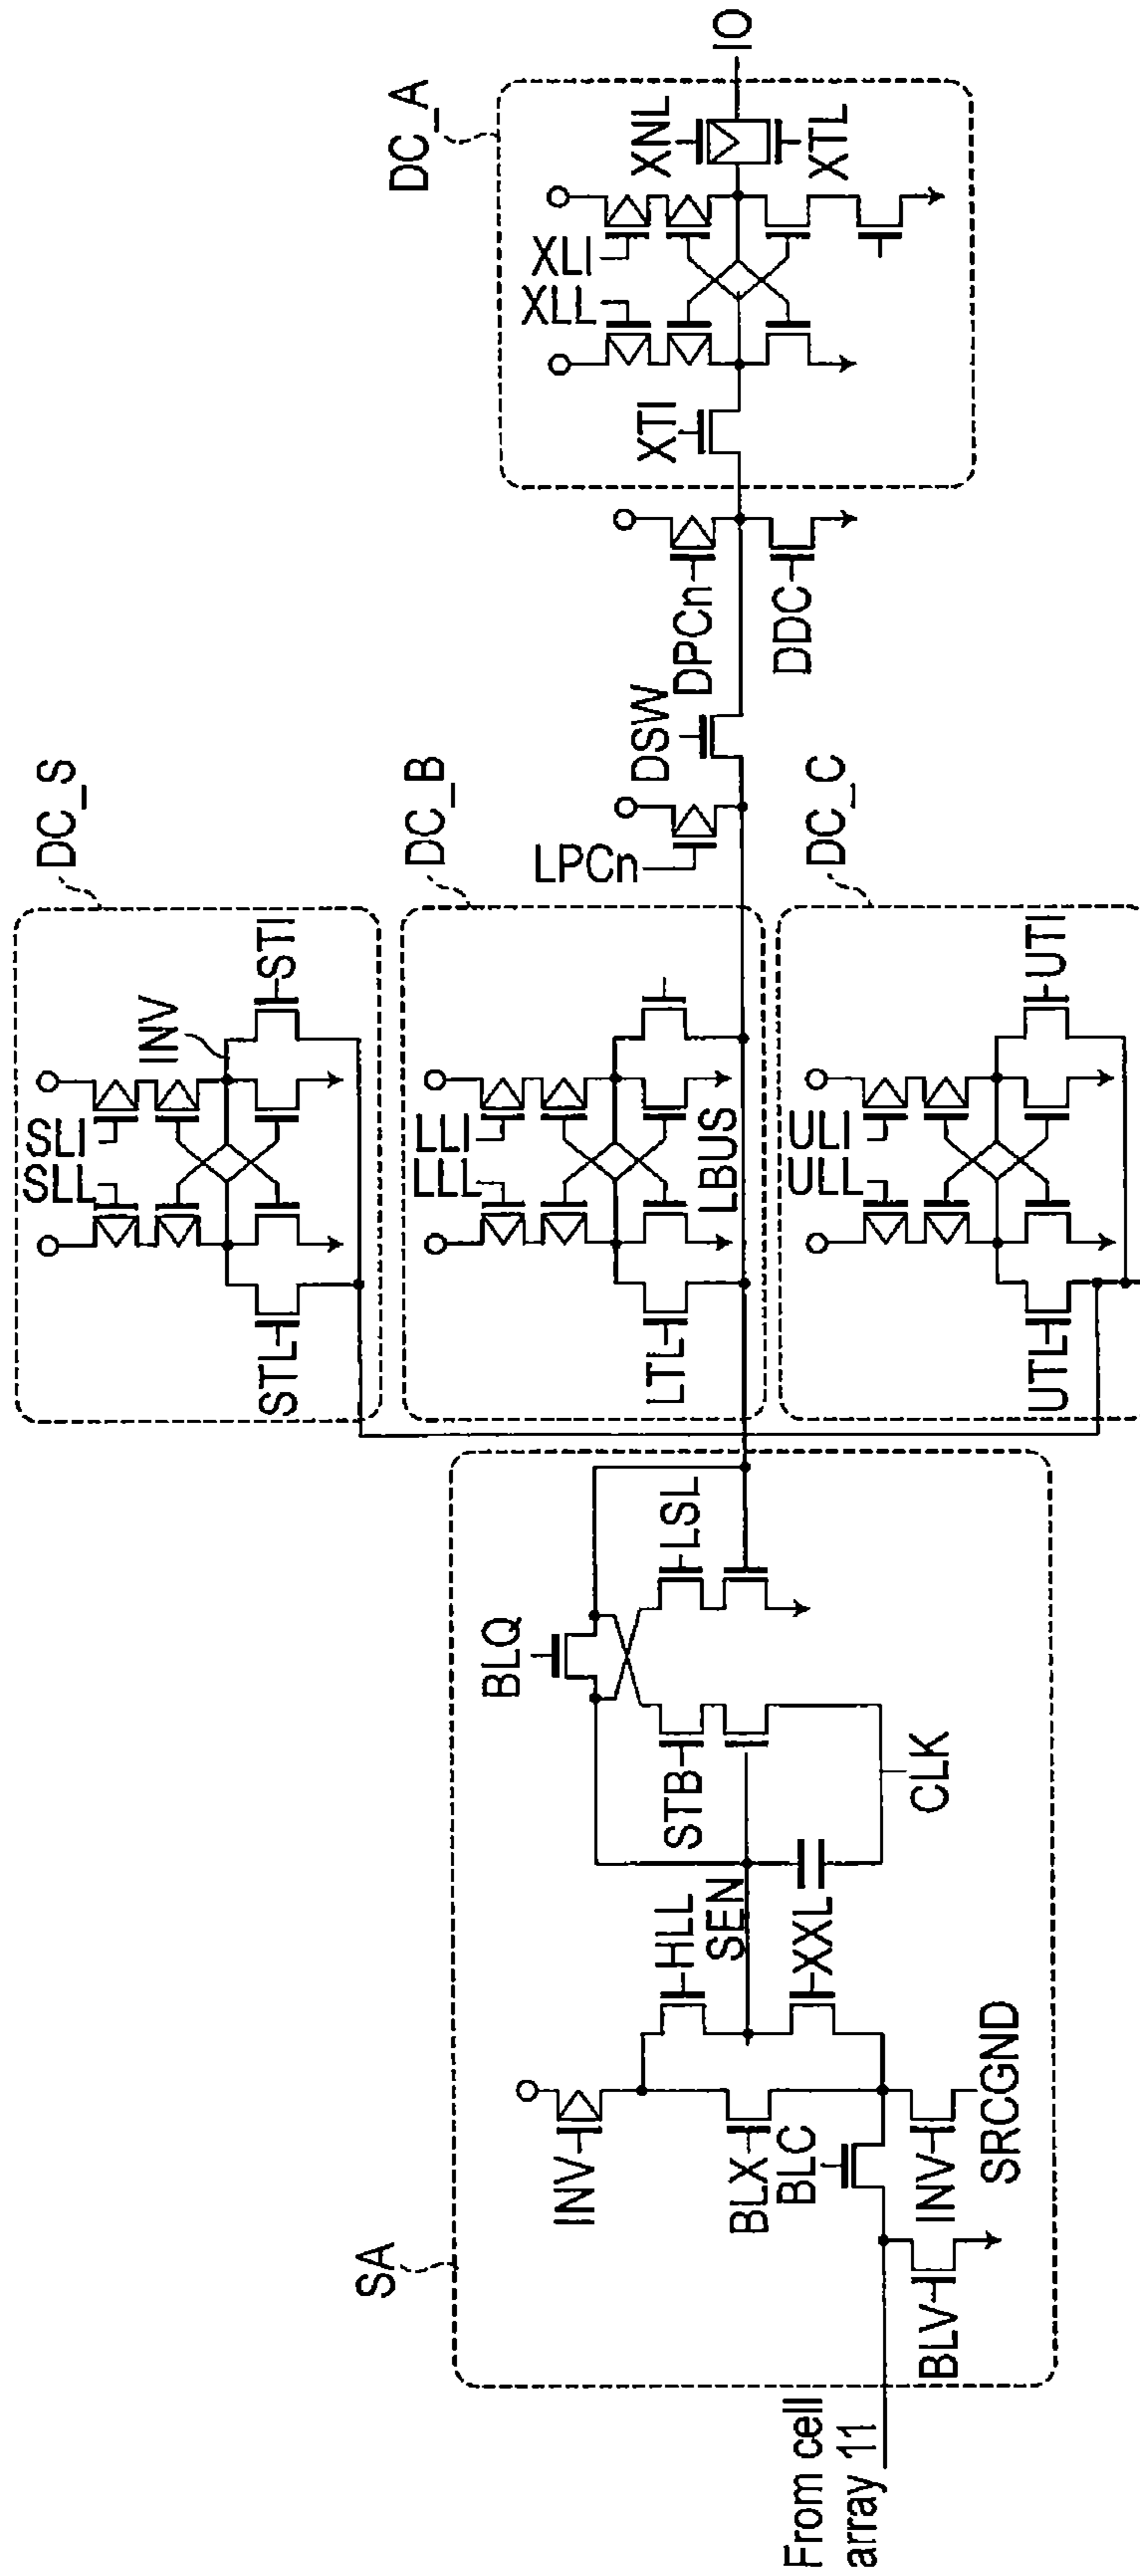 DC_A
IO
XNL
XTL
XLI
XLL
XTI
DPCn
DDC
DSW
LPCn
DC_S
INV
STI
SLI
SLL
STL
DC_B
LLI
LLL
LBUS
LTL
DC_C
UTI
ULI
ULL
UTL
SA
BLQ
LSL
STB
CLK
HLL
SEN
XXL
INV
BLX
BLC
INV
SRCGND
BLV
From cell
array 11